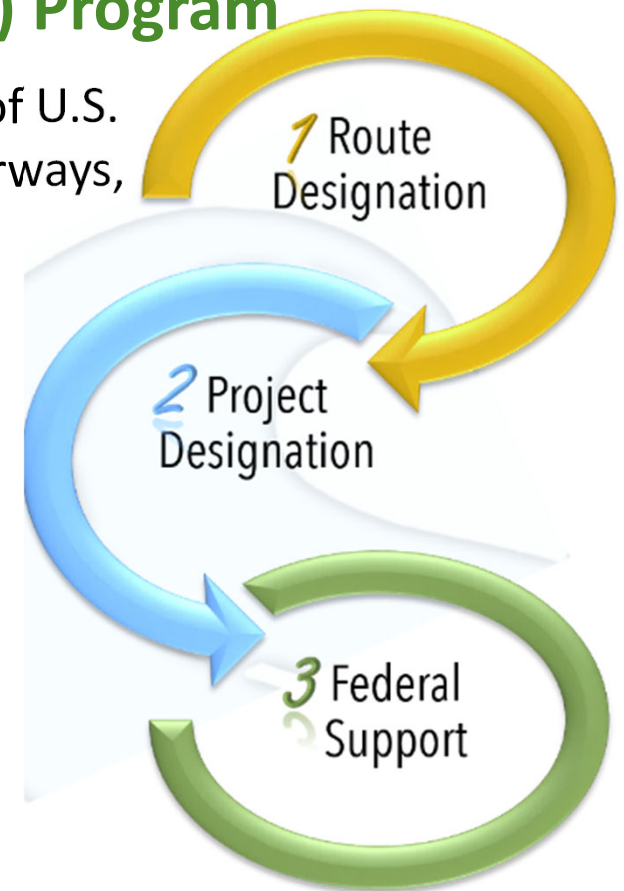 ) Program
of U.S.
rways,
1 Route
Designation
2 Project
Designation
3 Federal
Support